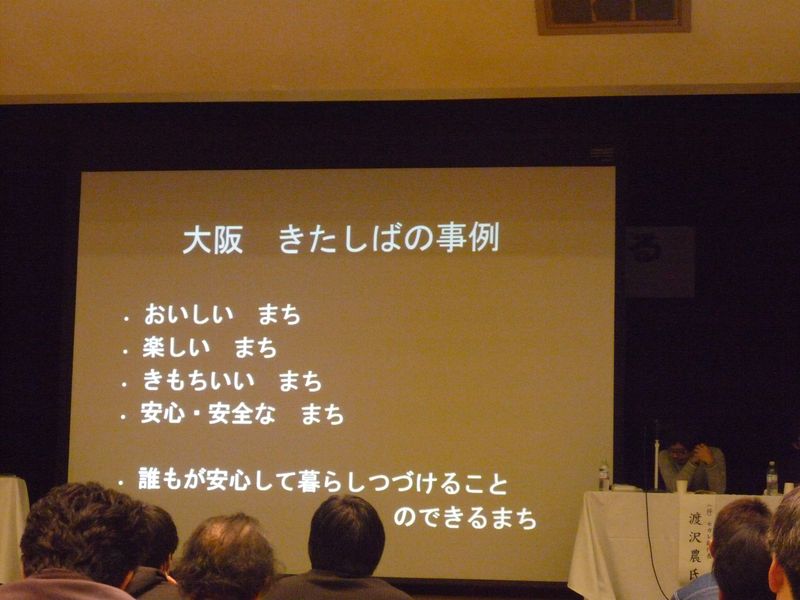 大阪　きたしばの事例
・おいしい　まち
・楽しい　まち
・きもちいい　まち
・安心・安全な　まち
・誰もが安心して暮らしつづけること
のできるまち
る
渡沢農氏